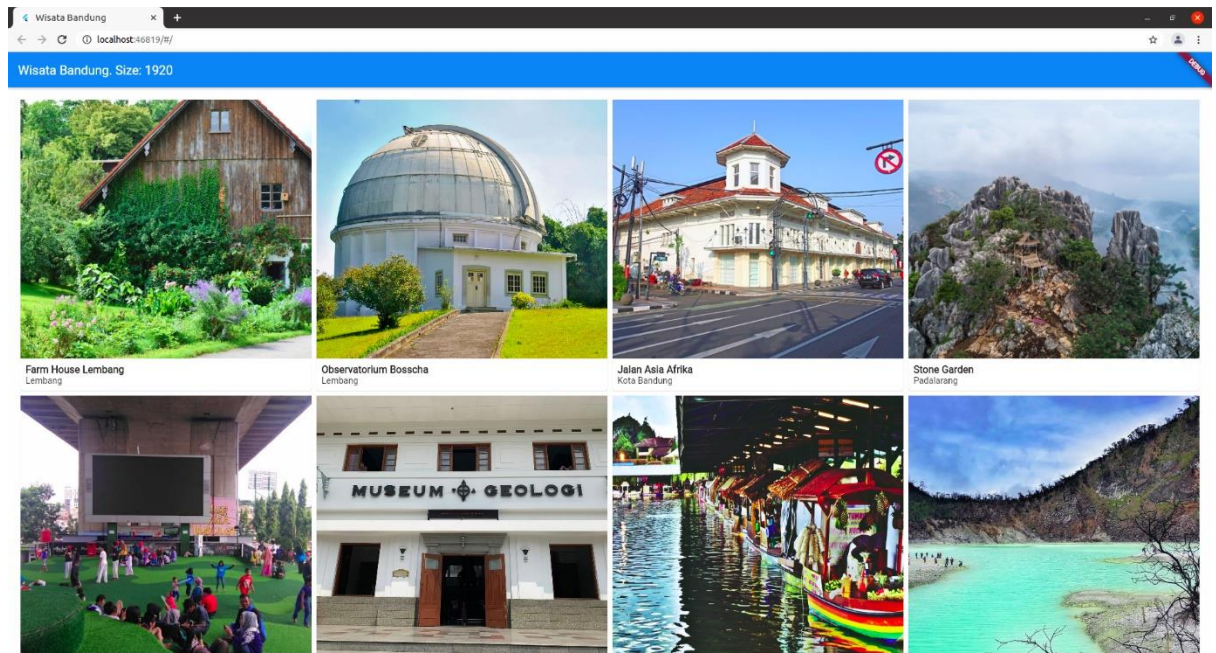 Wisata Bandung
localhost:46819/#/
Wisata Bandung. Size: 1920
DEBUG
Farm House Lembang
Lembang
Observatorium Bosscha
Lembang
Jalan Asia Afrika
Kota Bandung
Stone Garden
Padalarang
MUSEUM GEOLOGI